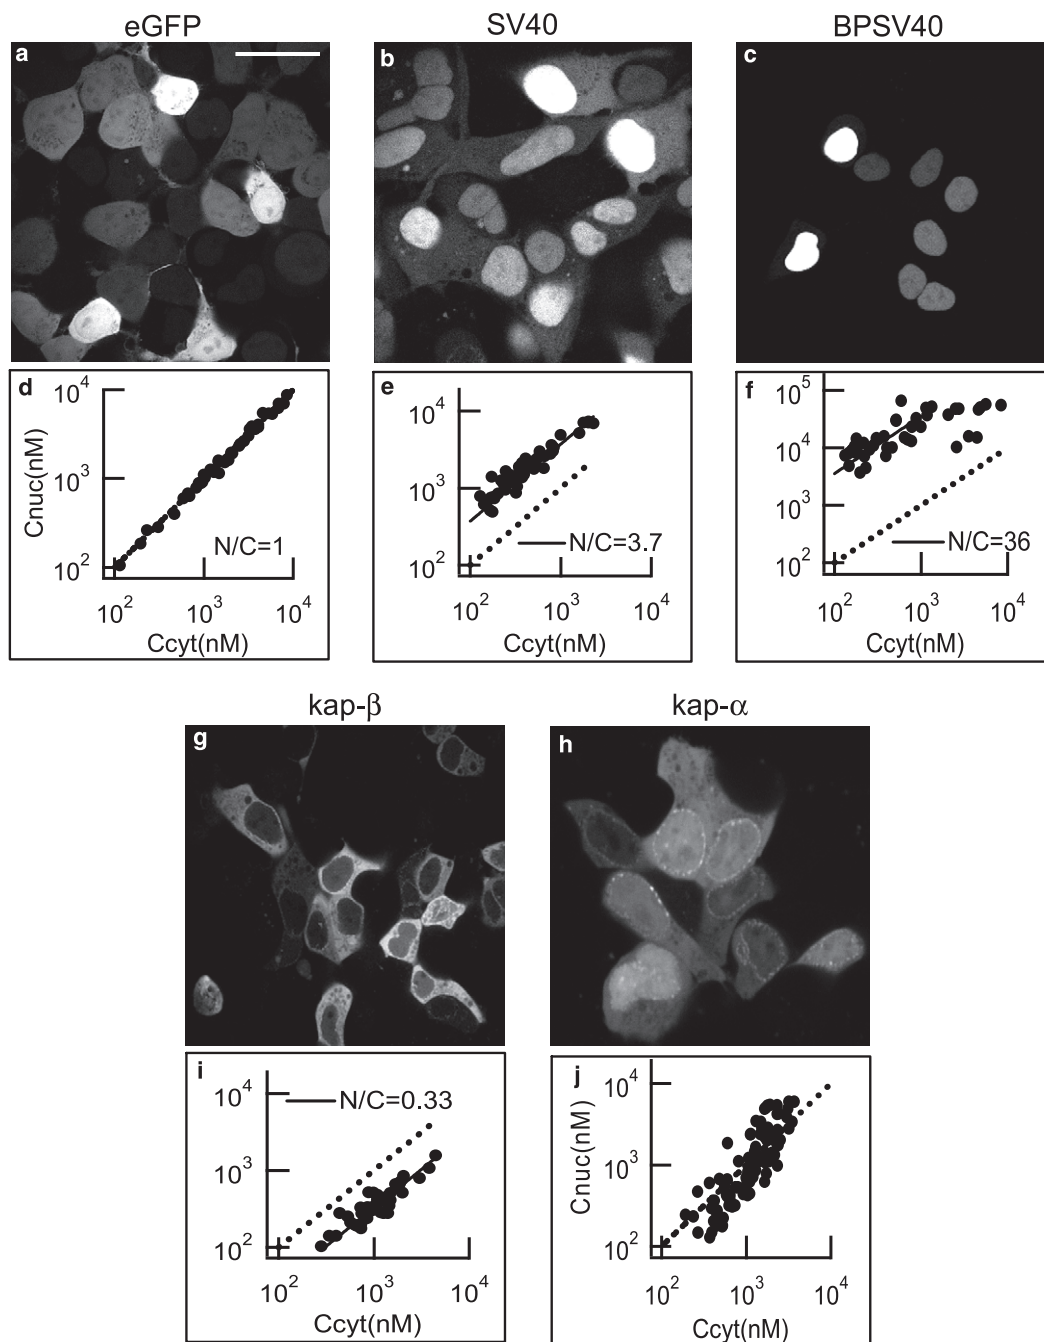 eGFP
SV40
BPSV40
a
b
c
d
10^4
10^3
10^2
Cnuc(nM)
N/C=1
10^2
10^3
10^4
Ccyt(nM)
e
10^4
10^3
10^2
N/C=3.7
10^2
10^3
10^4
Ccyt(nM)
f
10^5
10^4
10^3
10^2
N/C=36
10^2
10^3
10^4
Ccyt(nM)
kap-β
kap-α
g
h
i
10^4
10^3
10^2
N/C=0.33
10^2
10^3
10^4
Ccyt(nM)
j
10^4
10^3
10^2
Cnuc(nM)
10^2
10^3
10^4
Ccyt(nM)